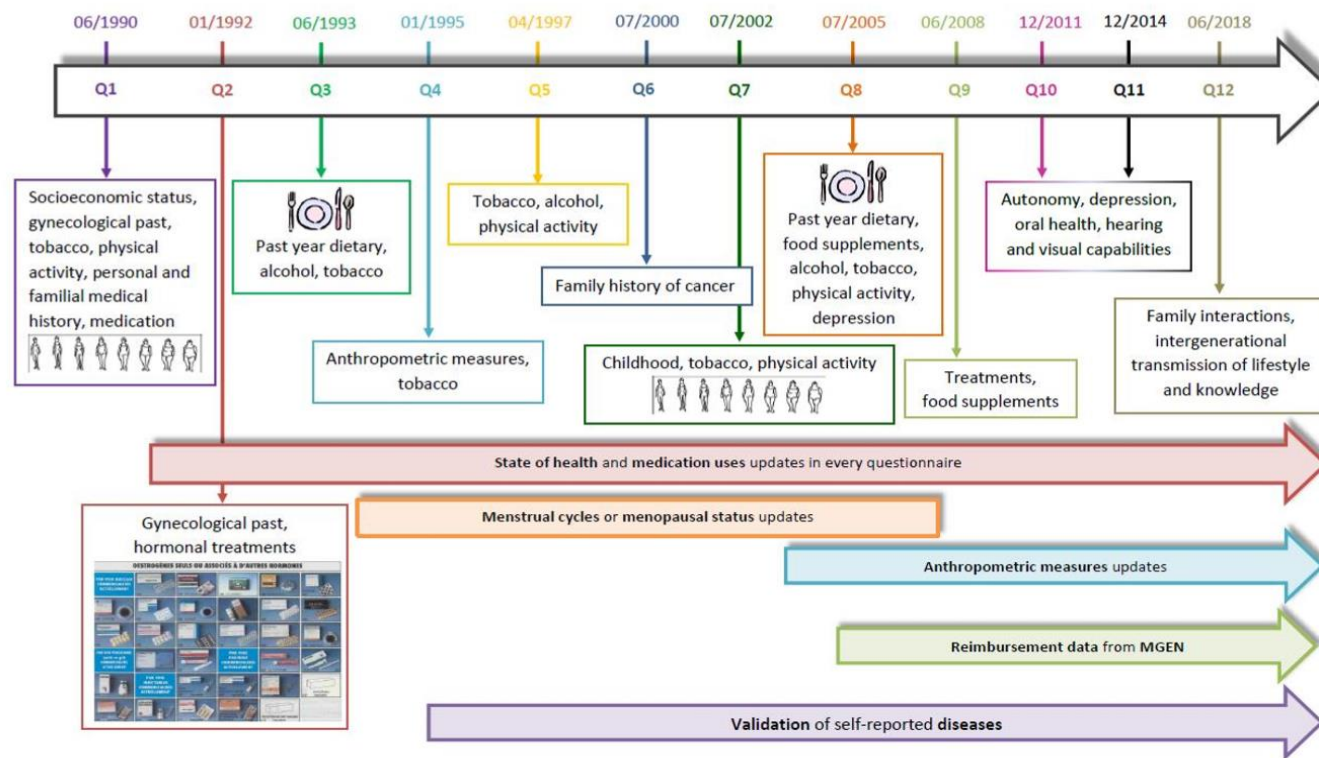 06/1990
01/1992
06/1993
01/1995
04/1997
07/2000
07/2002
07/2005
06/2008
12/2011
12/2014
06/2018
Q1
Q2
Q3
Q4
Q5
Q6
Q7
Q8
Q9
Q10
Q11
Q12
Socioeconomic status,
gynecological past,
tobacco, physical
activity, personal and
familial medical
history, medication
Past year dietary,
alcohol, tobacco
Anthropometric measures,
tobacco
Tobacco, alcohol,
physical activity
Family history of cancer
Childhood, tobacco, physical activity
Past year dietary,
food supplements,
alcohol, tobacco,
physical activity,
depression
Treatments,
food supplements
Autonomy, depression,
oral health, hearing
and visual capabilities
Family interactions,
intergenerational
transmission of lifestyle
and knowledge
State of health and medication uses updates in every questionnaire
Gynecological past,
hormonal treatments
OESTROGÈNES SEULS OU ASSOCIÉS À D'AUTRES HORMONES
Menstrual cycles or menopausal status updates
Anthropometric measures updates
Reimbursement data from MGEN
Validation of self-reported diseases